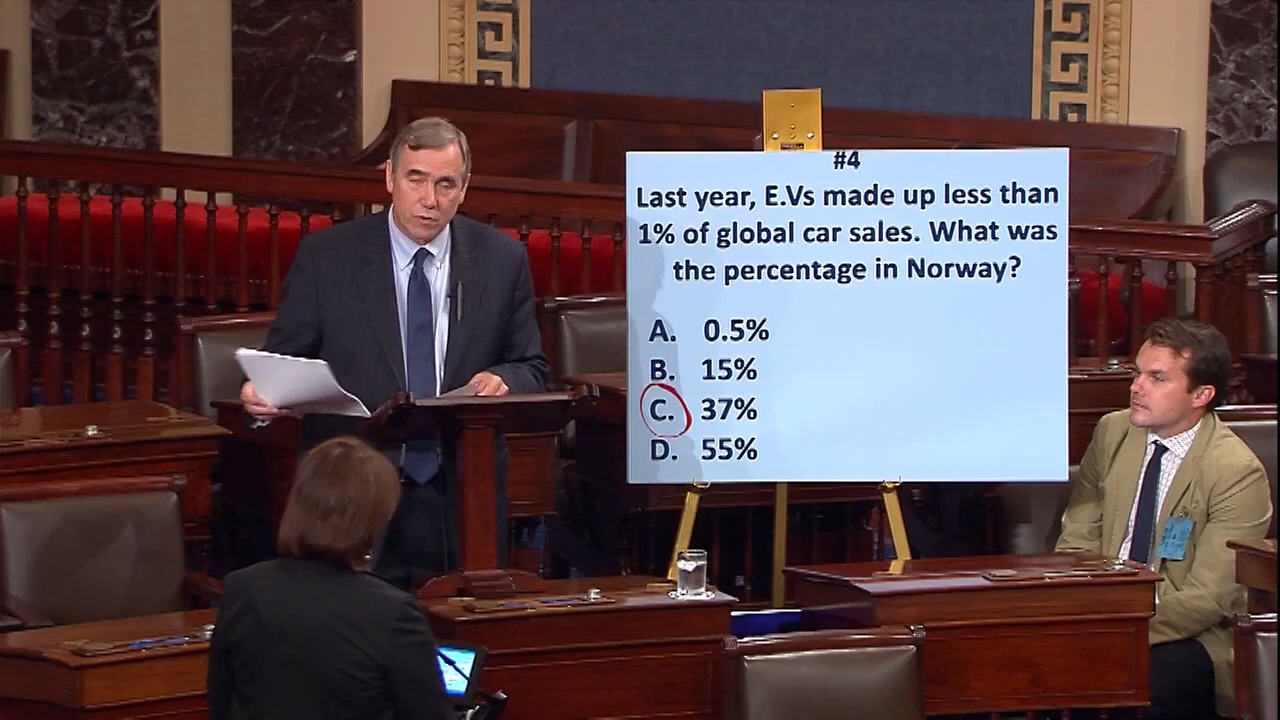 #4
Last year, E.Vs made up less than
1% of global car sales. What was
the percentage in Norway?
A. 0.5%
B. 15%
C. 37%
D. 55%